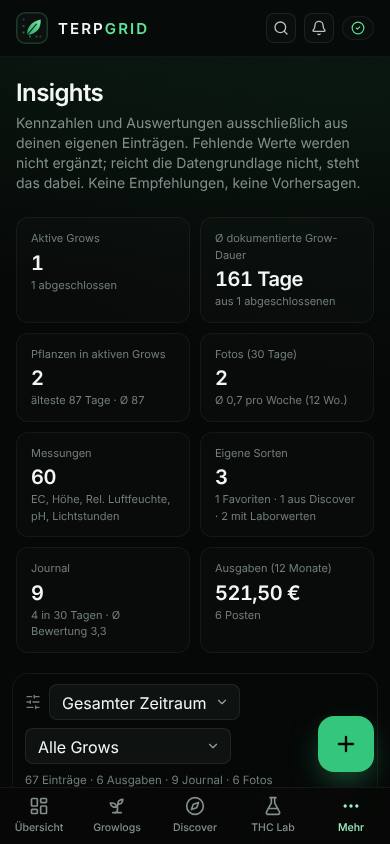 TERPGRID
Insights
Kennzahlen und Auswertungen ausschließlich aus
deinen eigenen Einträgen. Fehlende Werte werden
nicht ergänzt; reicht die Datengrundlage nicht, steht
das dabei. Keine Empfehlungen, keine Vorhersagen.
Aktive Grows
1
1 abgeschlossen
Ø dokumentierte Grow-
Dauer
161 Tage
aus 1 abgeschlossenen
Pflanzen in aktiven Grows
2
älteste 87 Tage · Ø 87
Fotos (30 Tage)
2
Ø 0,7 pro Woche (12 Wo.)
Messungen
60
EC, Höhe, Rel. Luftfeuchte,
pH, Lichtstunden
Eigene Sorten
3
1 Favoriten · 1 aus Discover
· 2 mit Laborwerten
Journal
9
4 in 30 Tagen · Ø
Bewertung 3,3
Ausgaben (12 Monate)
521,50 €
6 Posten
Gesamter Zeitraum
Alle Grows
67 Einträge · 6 Ausgaben · 9 Journal · 6 Fotos
Übersicht
Growlogs
Discover
THC Lab
Mehr